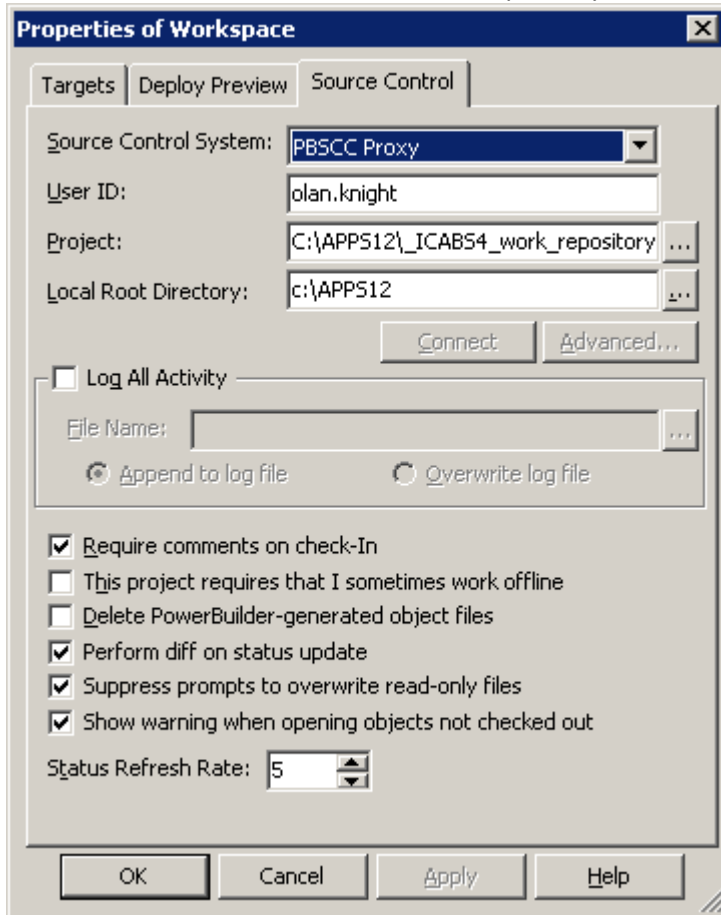 Properties of Workspace
Targets Deploy Preview Source Control
Source Control System: PBSCC Proxy
User ID: olan.knight
Project: C:\APPS12\_ICABS4_work_repository ...
Local Root Directory: c:\APPS12 ...
Connect Advanced...
Log All Activity
File Name: ...
Append to log file Overwrite log file
Require comments on check-In
This project requires that I sometimes work offline
Delete PowerBuilder-generated object files
Perform diff on status update
Suppress prompts to overwrite read-only files
Show warning when opening objects not checked out
Status Refresh Rate: 5
OK Cancel Apply Help